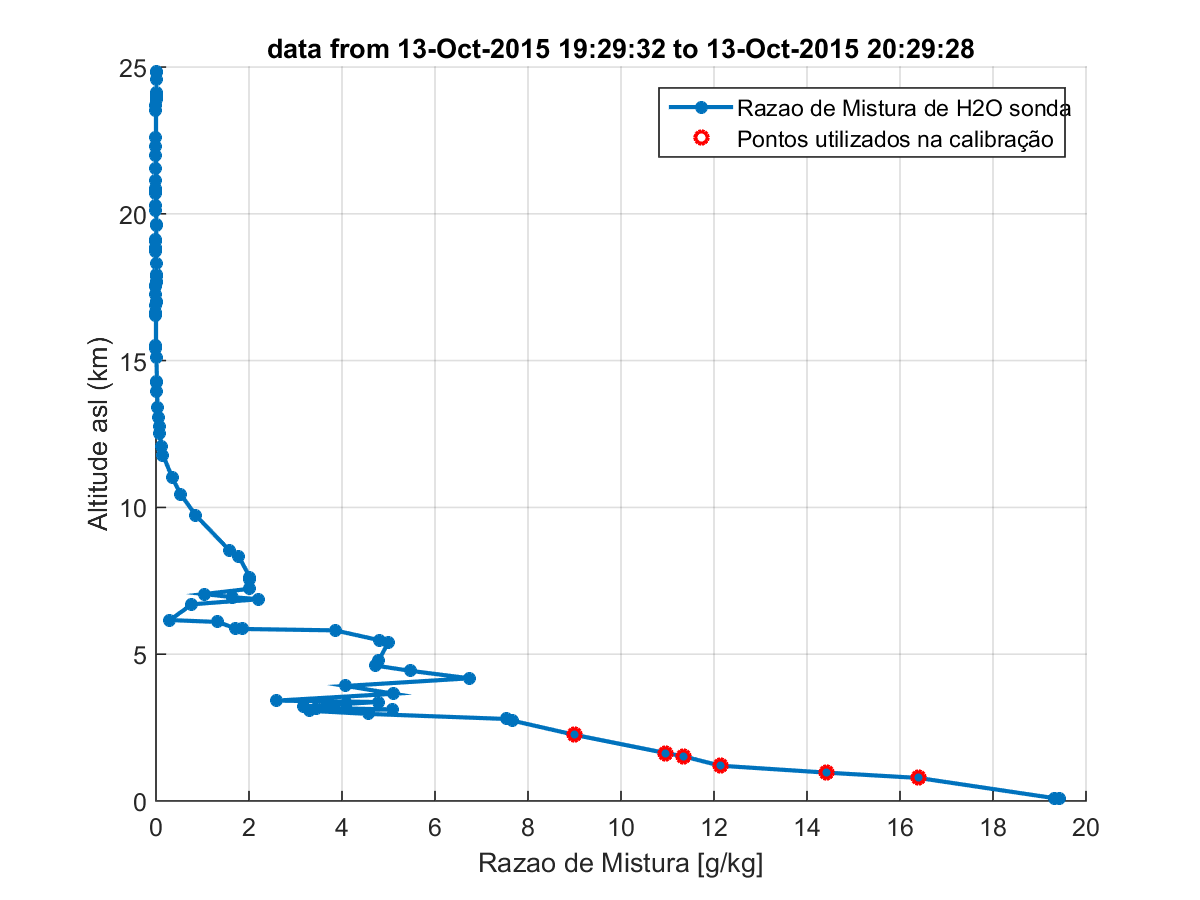 data from 13-Oct-2015 19:29:32 to 13-Oct-2015 20:29:28
Razao de Mistura de H2O sonda
Pontos utilizados na calibração
25
20
15
10
5
0
Altitude asl (km)
0 2 4 6 8 10 12 14 16 18 20
Razao de Mistura [g/kg]